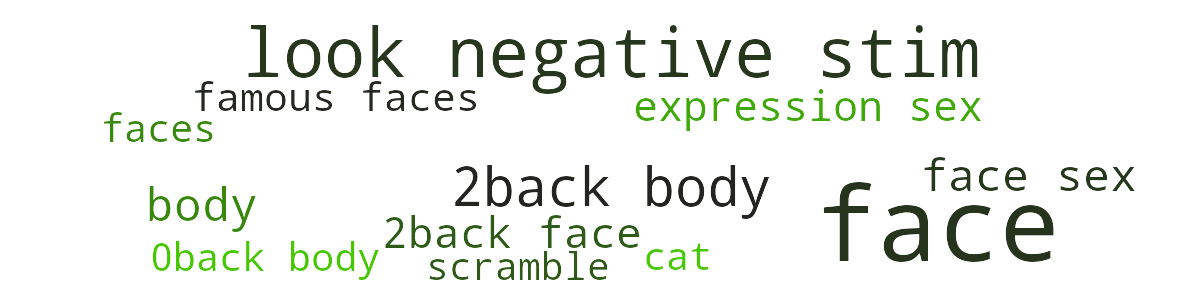 look negative stim
famous faces
expression sex
faces
face sex
2back body
body
face
2back face
0back body
cat
scramble